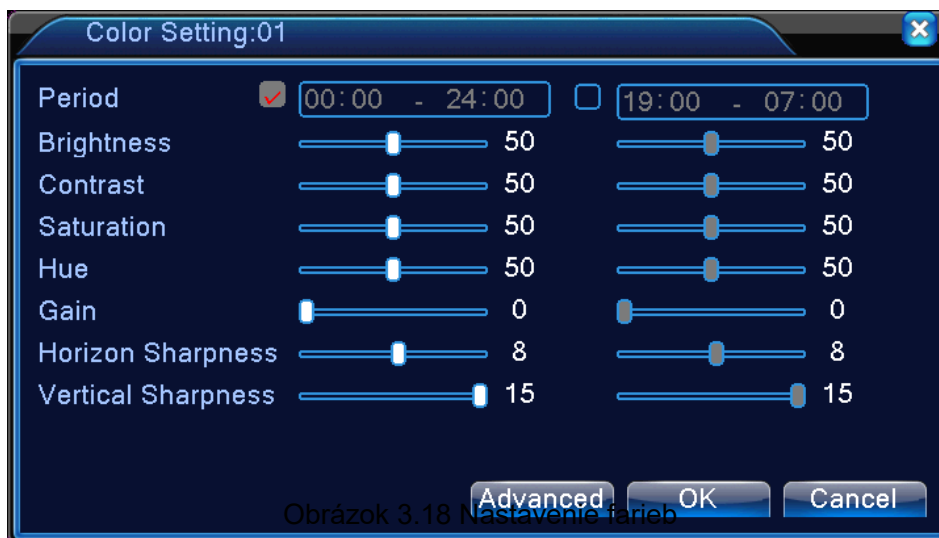 Color Setting:01
Period 00:00 - 24:00 19:00 - 07:00
Brightness 50 50
Contrast 50 50
Saturation 50 50
Hue 50 50
Gain 0 0
Horizon Sharpness 8 8
Vertical Sharpness 15 15
Advanced OK Cancel
Obrázok 3.18 Nastavenie farieb